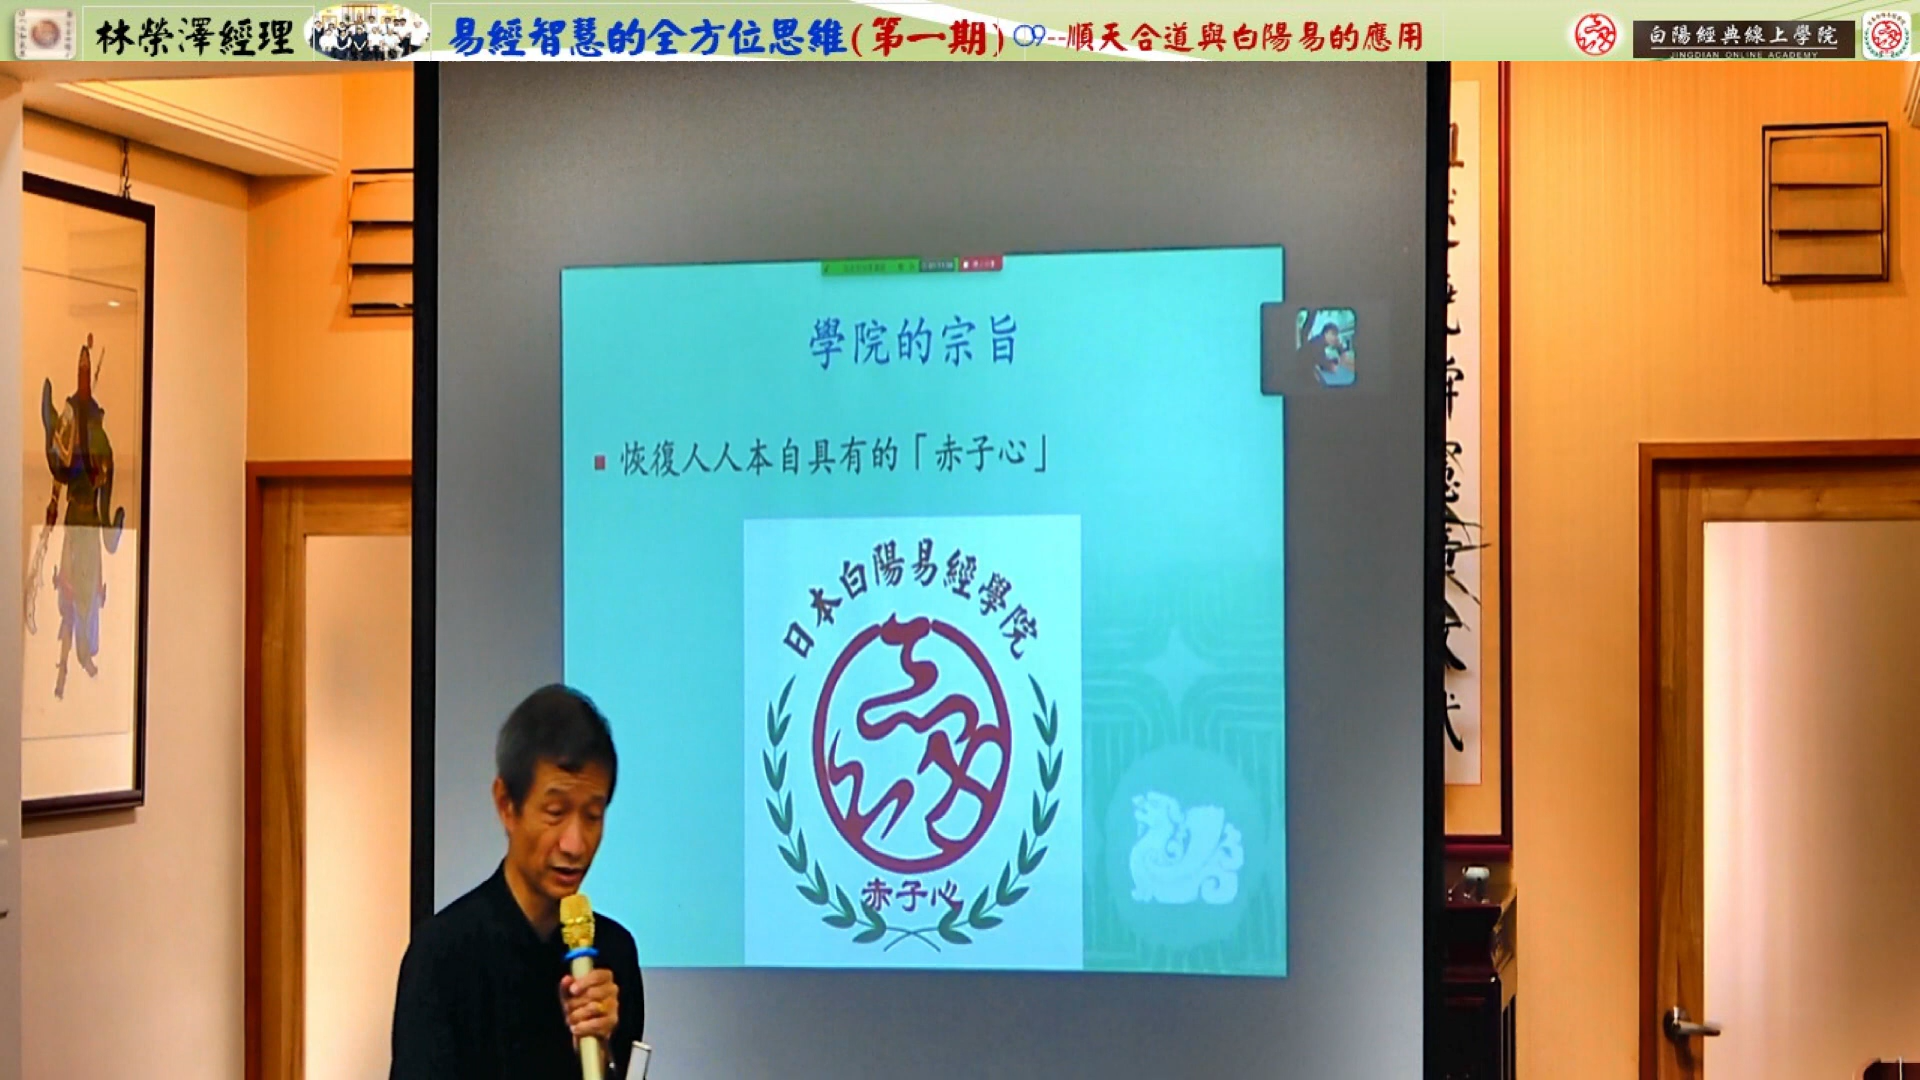 林榮澤經理 易經智慧的全方位思維(第一期) 09--順天合道與白陽易的應用 白陽經典線上學院
JINGDIAN ONLINE ACADEMY
學院的宗旨
恢復人人本自具有的「赤子心」
日本白陽易經學院
赤子心